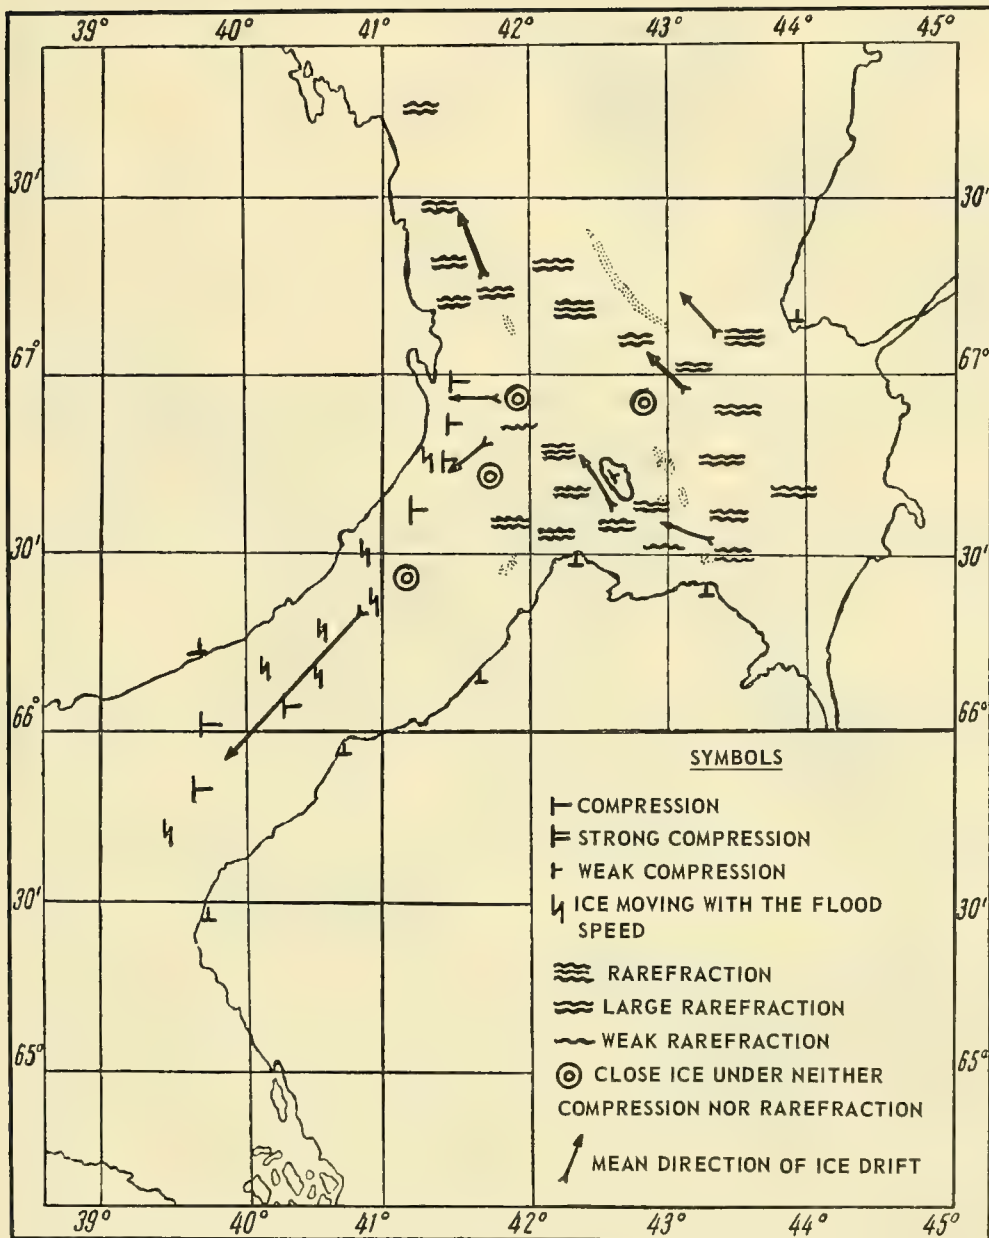 39° 40° 41° 42° 43° 44° 45°
30' 30'
67° 67°
30' 30'
66° 66°
SYMBOLS
COMPRESSION
STRONG COMPRESSION
WEAK COMPRESSION
ICE MOVING WITH THE FLOOD
SPEED
30' 30'
RAREFRACTION
LARGE RAREFRACTION
WEAK RAREFRACTION
65° 65°
CLOSE ICE UNDER NEITHER
COMPRESSION NOR RAREFRACTION
MEAN DIRECTION OF ICE DRIFT
39° 40° 41° 42° 43° 44° 45°